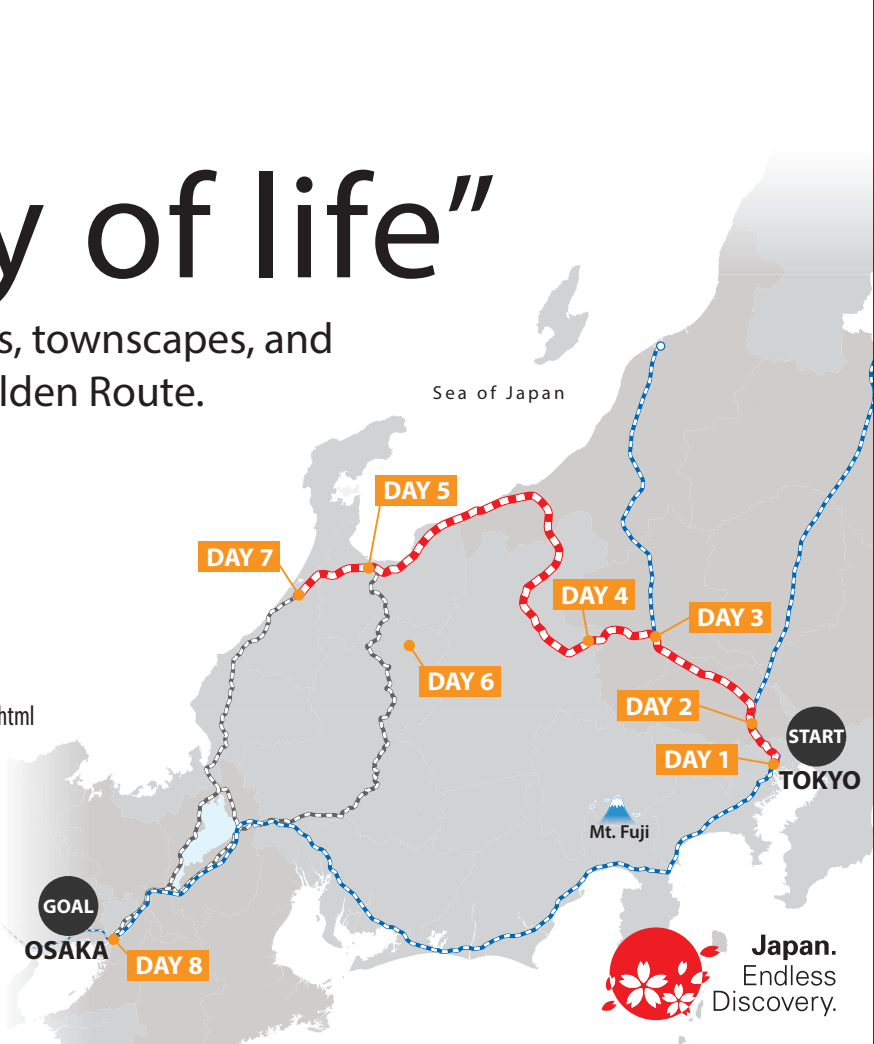 y of life”
s, townscapes, and
lden Route.
Sea of Japan
DAY 5
DAY 7
DAY 4
DAY 3
DAY 6
html
DAY 2
START
DAY 1
TOKYO
Mt. Fuji
GOAL
OSAKA
DAY 8
Japan.
Endless
Discovery.